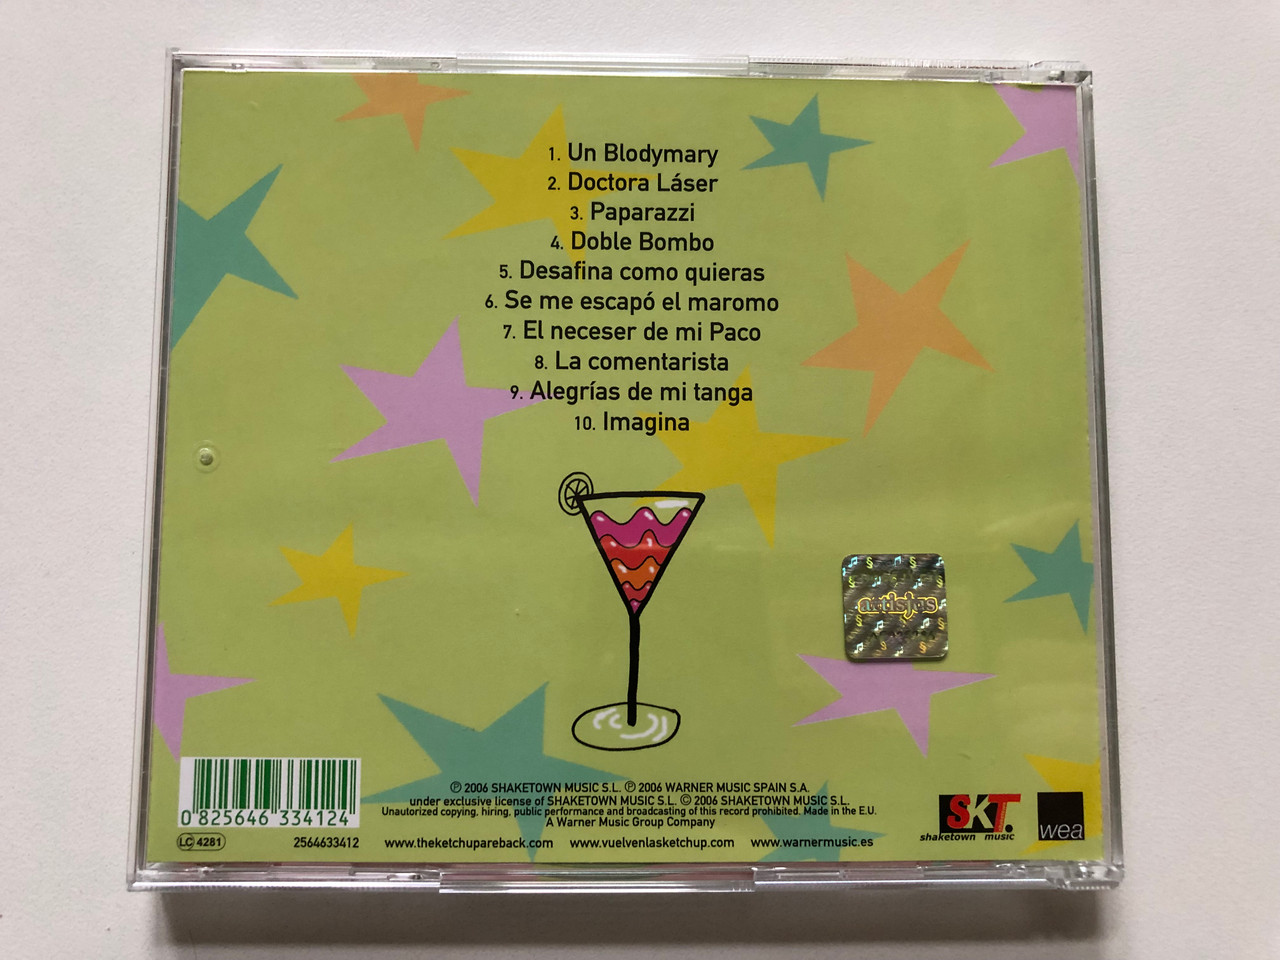 1. Un Blodymary
2. Doctora Láser
3. Paparazzi
4. Doble Bombo
5. Desafina como quieras
6. Se me escapó el maromo
7. El neceser de mi Paco
8. La comentarista
9. Alegrías de mi tanga
10. Imagina
artisjus
0 825646 334124
℗ 2006 SHAKETOWN MUSIC S.L. ℗ 2006 WARNER MUSIC SPAIN S.A.
under exclusive license of SHAKETOWN MUSIC S.L. © 2006 SHAKETOWN MUSIC S.L.
Unautorized copying, hiring, public performance and broadcasting of this record prohibited. Made in the E.U.
A Warner Music Group Company
SKT.
shaketown music
wea
LC 4281
2564633412
www.theketchupareback.com www.vuelvenlasketchup.com www.warnermusic.es